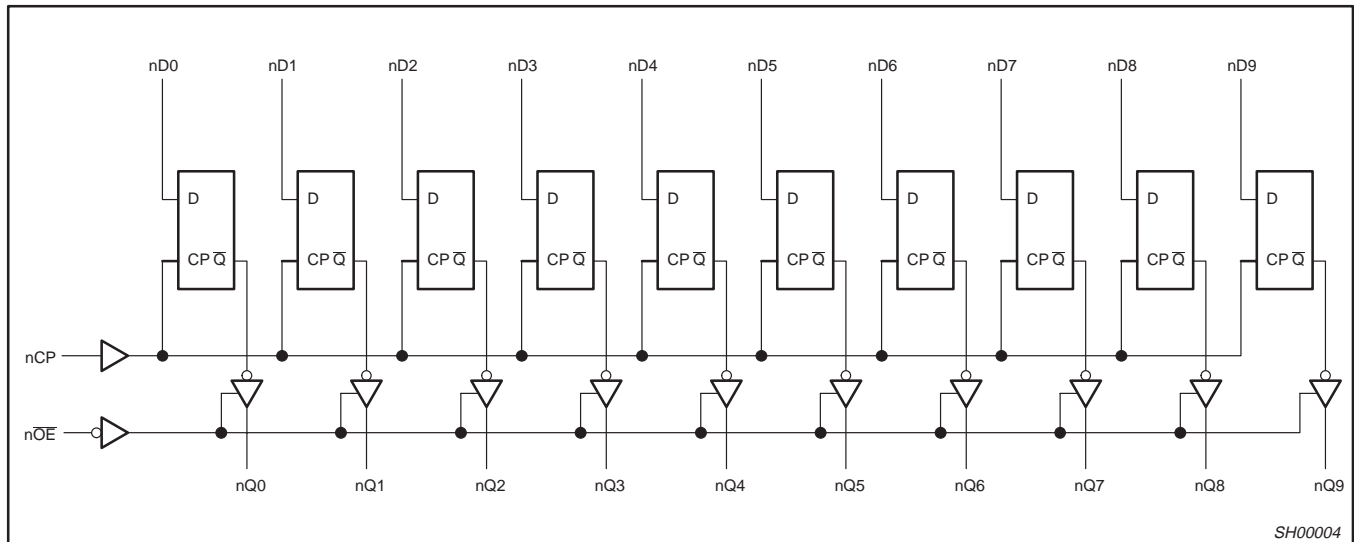 nD0 nD1 nD2 nD3 nD4 nD5 nD6 nD7 nD8 nD9
D D D D D D D D D D
CP Q̅ CP Q̅ CP Q̅ CP Q̅ CP Q̅ CP Q̅ CP Q̅ CP Q̅ CP Q̅ CP Q̅
nCP
nO̅E̅
nQ0 nQ1 nQ2 nQ3 nQ4 nQ5 nQ6 nQ7 nQ8 nQ9
SH00004